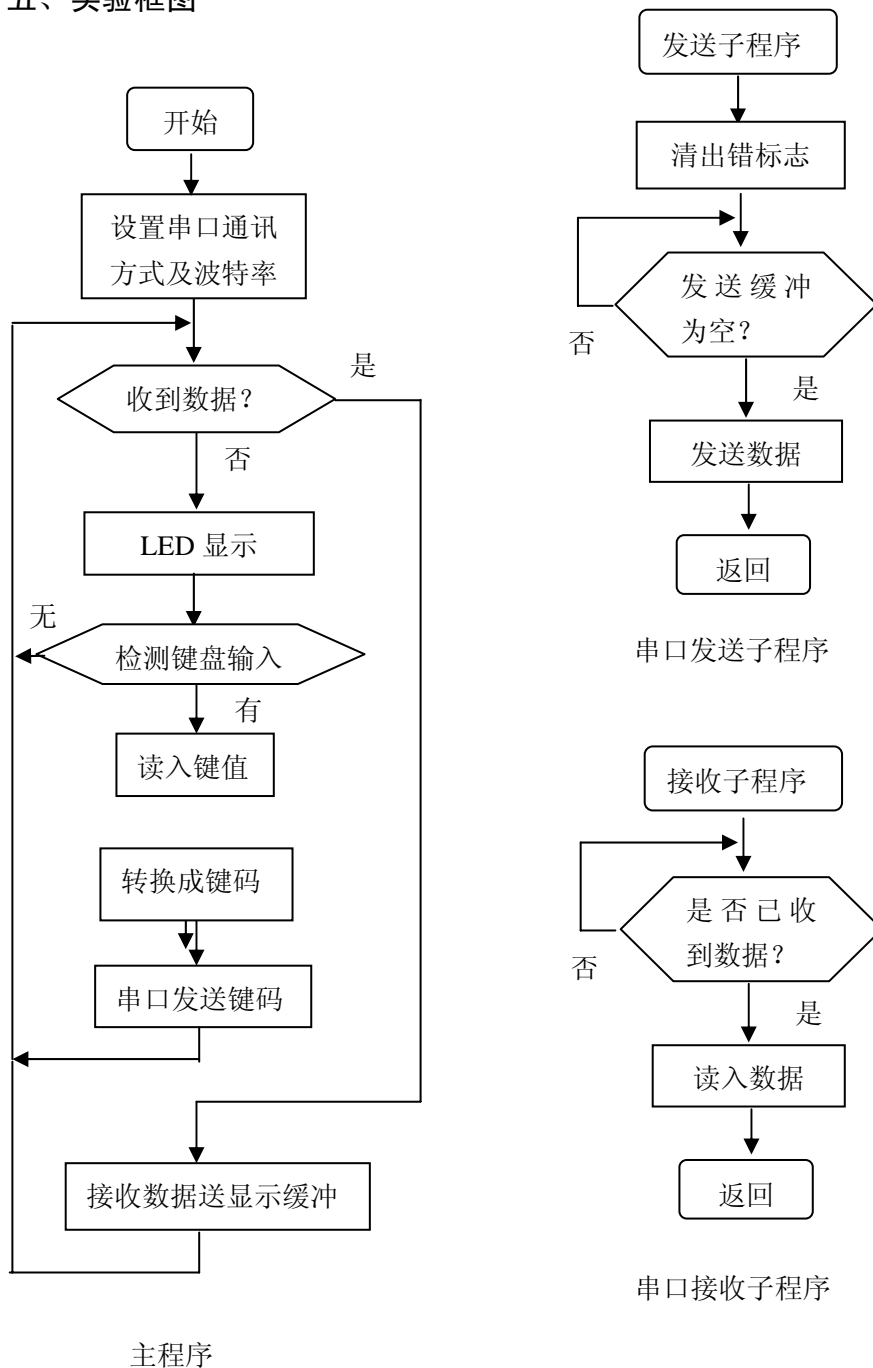 五、实验框图
开始
设置串口通讯
方式及波特率
收到数据？
是
否
LED 显示
无
检测键盘输入
有
读入键值
转换成键码
串口发送键码
接收数据送显示缓冲
主程序
发送子程序
清出错标志
发 送 缓 冲
为空？
否
是
发送数据
返回
串口发送子程序
接收子程序
是 否 已 收
到数据？
否
是
读入数据
返回
串口接收子程序